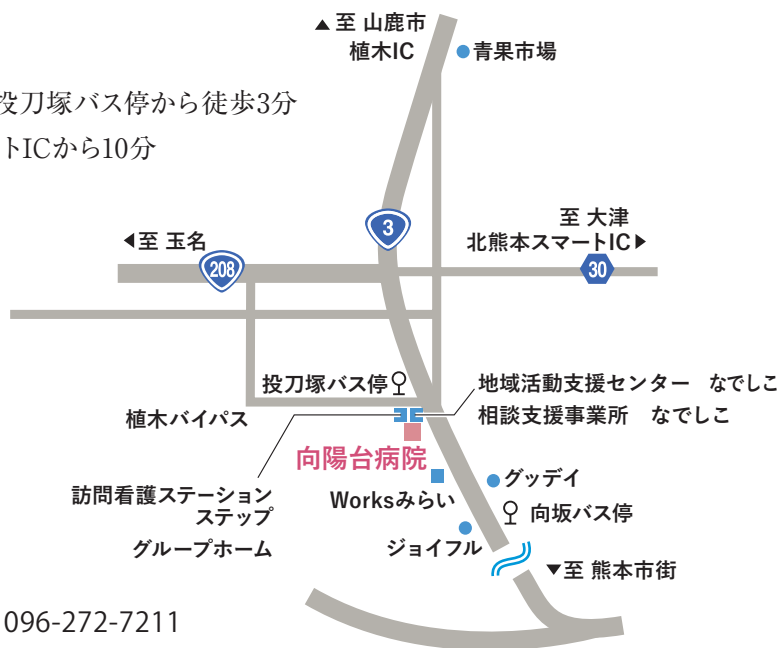 ▲至 山鹿市
植木IC
青果市場
投刀塚バス停から徒歩3分
トICから10分
3
至 大津
◀至 玉名
北熊本スマートIC▶
208
30
投刀塚バス停
地域活動支援センター なでしこ
植木バイパス
相談支援事業所 なでしこ
向陽台病院
グッデイ
訪問看護ステーション
ステップ
Worksみらい
向坂バス停
グループホーム
ジョイフル
▼至 熊本市街
096-272-7211